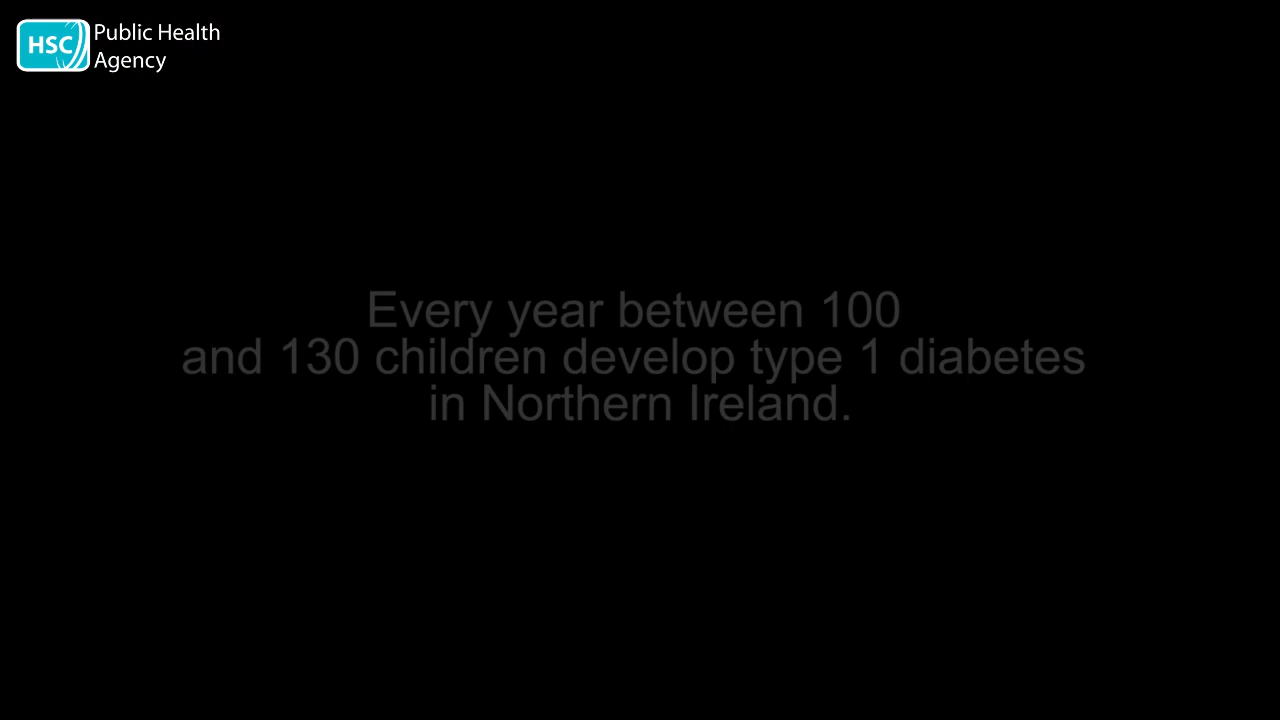 HSC
Public Health
Agency
Every year between 100
and 130 children develop type 1 diabetes
in Northern Ireland.